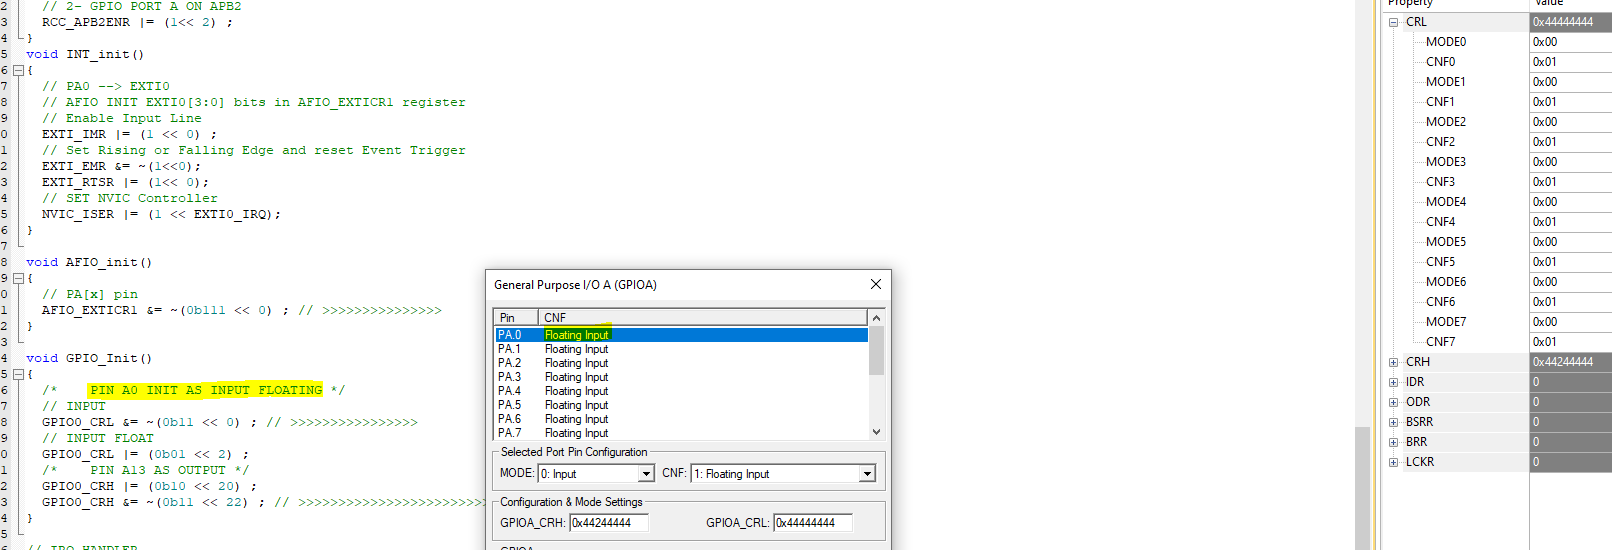 2 // 2- GPIO PORT A ON APB2
3 RCC_APB2ENR |= (1<< 2) ;
4 }
5 void INT_init()
6 {
7 // PA0 --> EXTI0
8 // AFIO INIT EXTI0[3:0] bits in AFIO_EXTICR1 register
9 // Enable Input Line
0 EXTI_IMR |= (1 << 0) ;
1 // Set Rising or Falling Edge and reset Event Trigger
2 EXTI_EMR &= ~(1<<0);
3 EXTI_RTSR |= (1<< 0);
4 // SET NVIC Controller
5 NVIC_ISER |= (1 << EXTI0_IRQ);
6 }
7
8 void AFIO_init()
9 {
0 // PA[x] pin
1 AFIO_EXTICR1 &= ~(0b111 << 0) ; // >>>>>>>>>>>>>>>
2 }
3
4 void GPIO_Init()
5 {
6 /* PIN A0 INIT AS INPUT FLOATING */
7 // INPUT
8 GPIO0_CRL &= ~(0b11 << 0) ; // >>>>>>>>>>>>>>>>
9 // INPUT FLOAT
0 GPIO0_CRL |= (0b01 << 2) ;
1 /* PIN A13 AS OUTPUT */
2 GPIO0_CRH |= (0b10 << 20) ;
3 GPIO0_CRH &= ~(0b11 << 22) ; // >>>>>>>>>>>>>>>>>>>>>>>>
4 }
5
6 // IRQ HANDLER
General Purpose I/O A (GPIOA)
Pin CNF
PA.0 Floating Input
PA.1 Floating Input
PA.2 Floating Input
PA.3 Floating Input
PA.4 Floating Input
PA.5 Floating Input
PA.6 Floating Input
PA.7 Floating Input
Selected Port Pin Configuration
MODE: 0: Input CNF: 1: Floating Input
Configuration & Mode Settings
GPIOA_CRH: 0x44244444 GPIOA_CRL: 0x44444444
GPIOA
Property Value
CRL 0x44444444
MODE0 0x00
CNF0 0x01
MODE1 0x00
CNF1 0x01
MODE2 0x00
CNF2 0x01
MODE3 0x00
CNF3 0x01
MODE4 0x00
CNF4 0x01
MODE5 0x00
CNF5 0x01
MODE6 0x00
CNF6 0x01
MODE7 0x00
CNF7 0x01
CRH 0x44244444
IDR 0
ODR 0
BSRR 0
BRR 0
LCKR 0